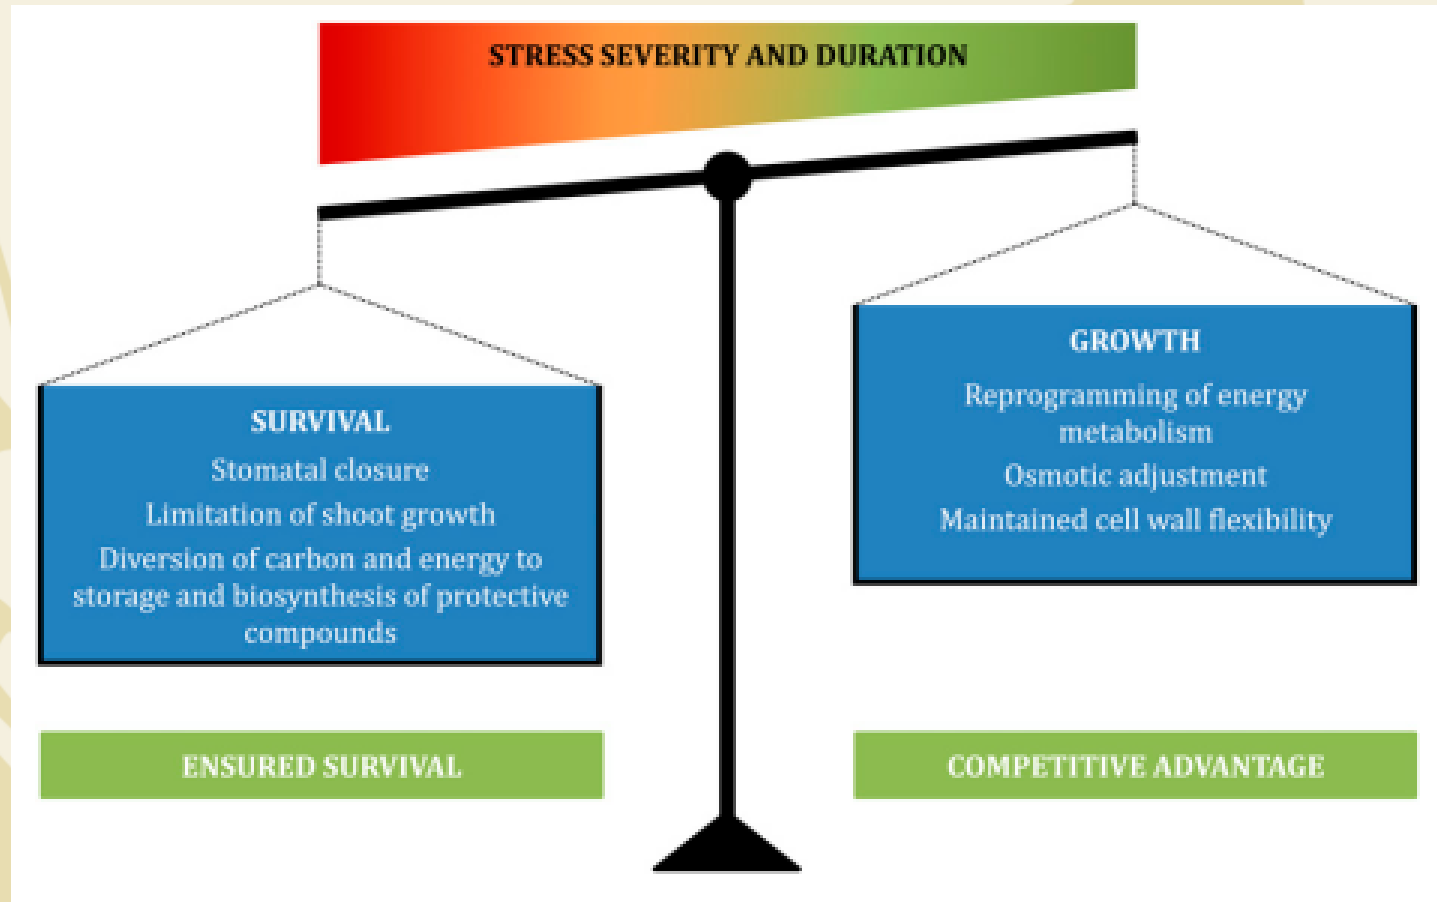 STRESS SEVERITY AND DURATION
SURVIVAL
Stomatal closure
Limitation of shoot growth
Diversion of carbon and energy to
storage and biosynthesis of protective
compounds
GROWTH
Reprogramming of energy
metabolism
Osmotic adjustment
Maintained cell wall flexibility
ENSURED SURVIVAL
COMPETITIVE ADVANTAGE